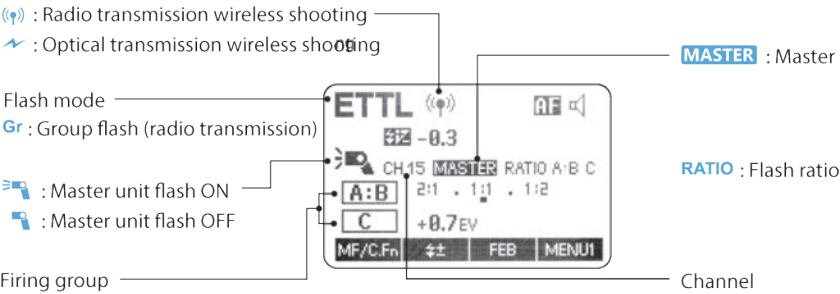 : Radio transmission wireless shooting
: Optical transmission wireless shooting
Flash mode
Gr : Group flash (radio transmission)
: Master unit flash ON
: Master unit flash OFF
Firing group
ETTL AF
-0.3
CH.15 MASTER RATIO A:B C
A:B 2:1 . 1:1 . 1:2
C +0.7EV
MF/C.Fn ± FEB MENU1
MASTER : Master
RATIO : Flash ratio
Channel